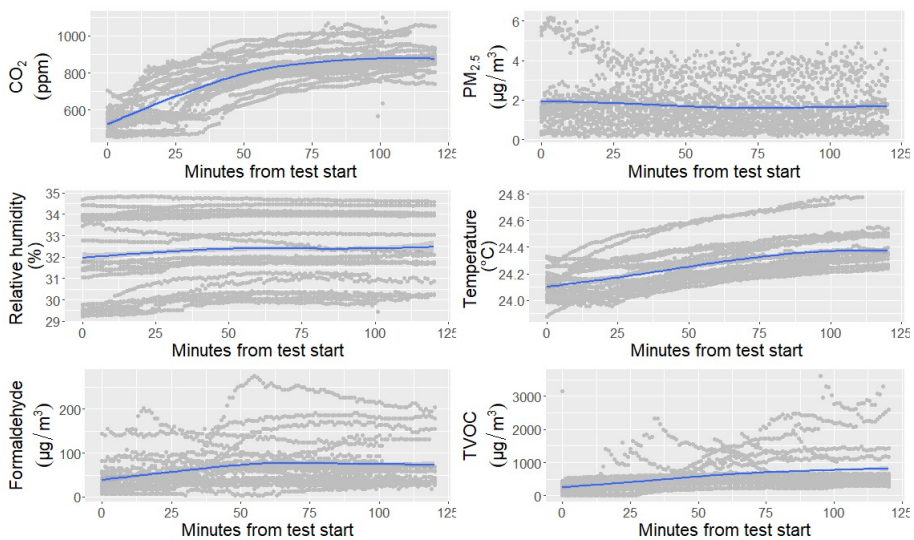 CO2
(ppm)
1000
800
600
0 25 50 75 100 125
Minutes from test start
PM2.5
(μg/m³)
6
4
2
0
0 25 50 75 100 125
Minutes from test start
Relative humidity
(%)
35
34
33
32
31
30
29
0 25 50 75 100 125
Minutes from test start
Temperature
(°C)
24.8
24.6
24.4
24.2
24.0
0 25 50 75 100 125
Minutes from test start
Formaldehyde
(μg/m³)
200
100
0
0 25 50 75 100 125
Minutes from test start
TVOC
(μg/m³)
3000
2000
1000
0
0 25 50 75 100 125
Minutes from test start